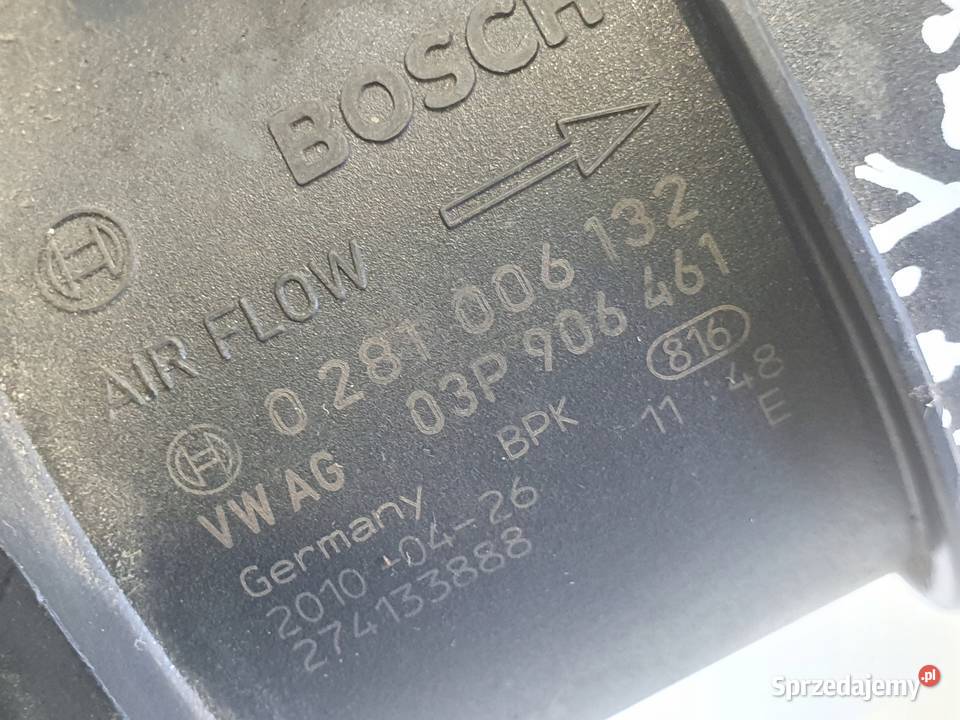 BOSCH
AIR FLOW
0 281 006 132
VW AG 03P 906 461
Germany BPK 816
2010-04-26 11 48
274133888 E
Sprzedajemy.pl